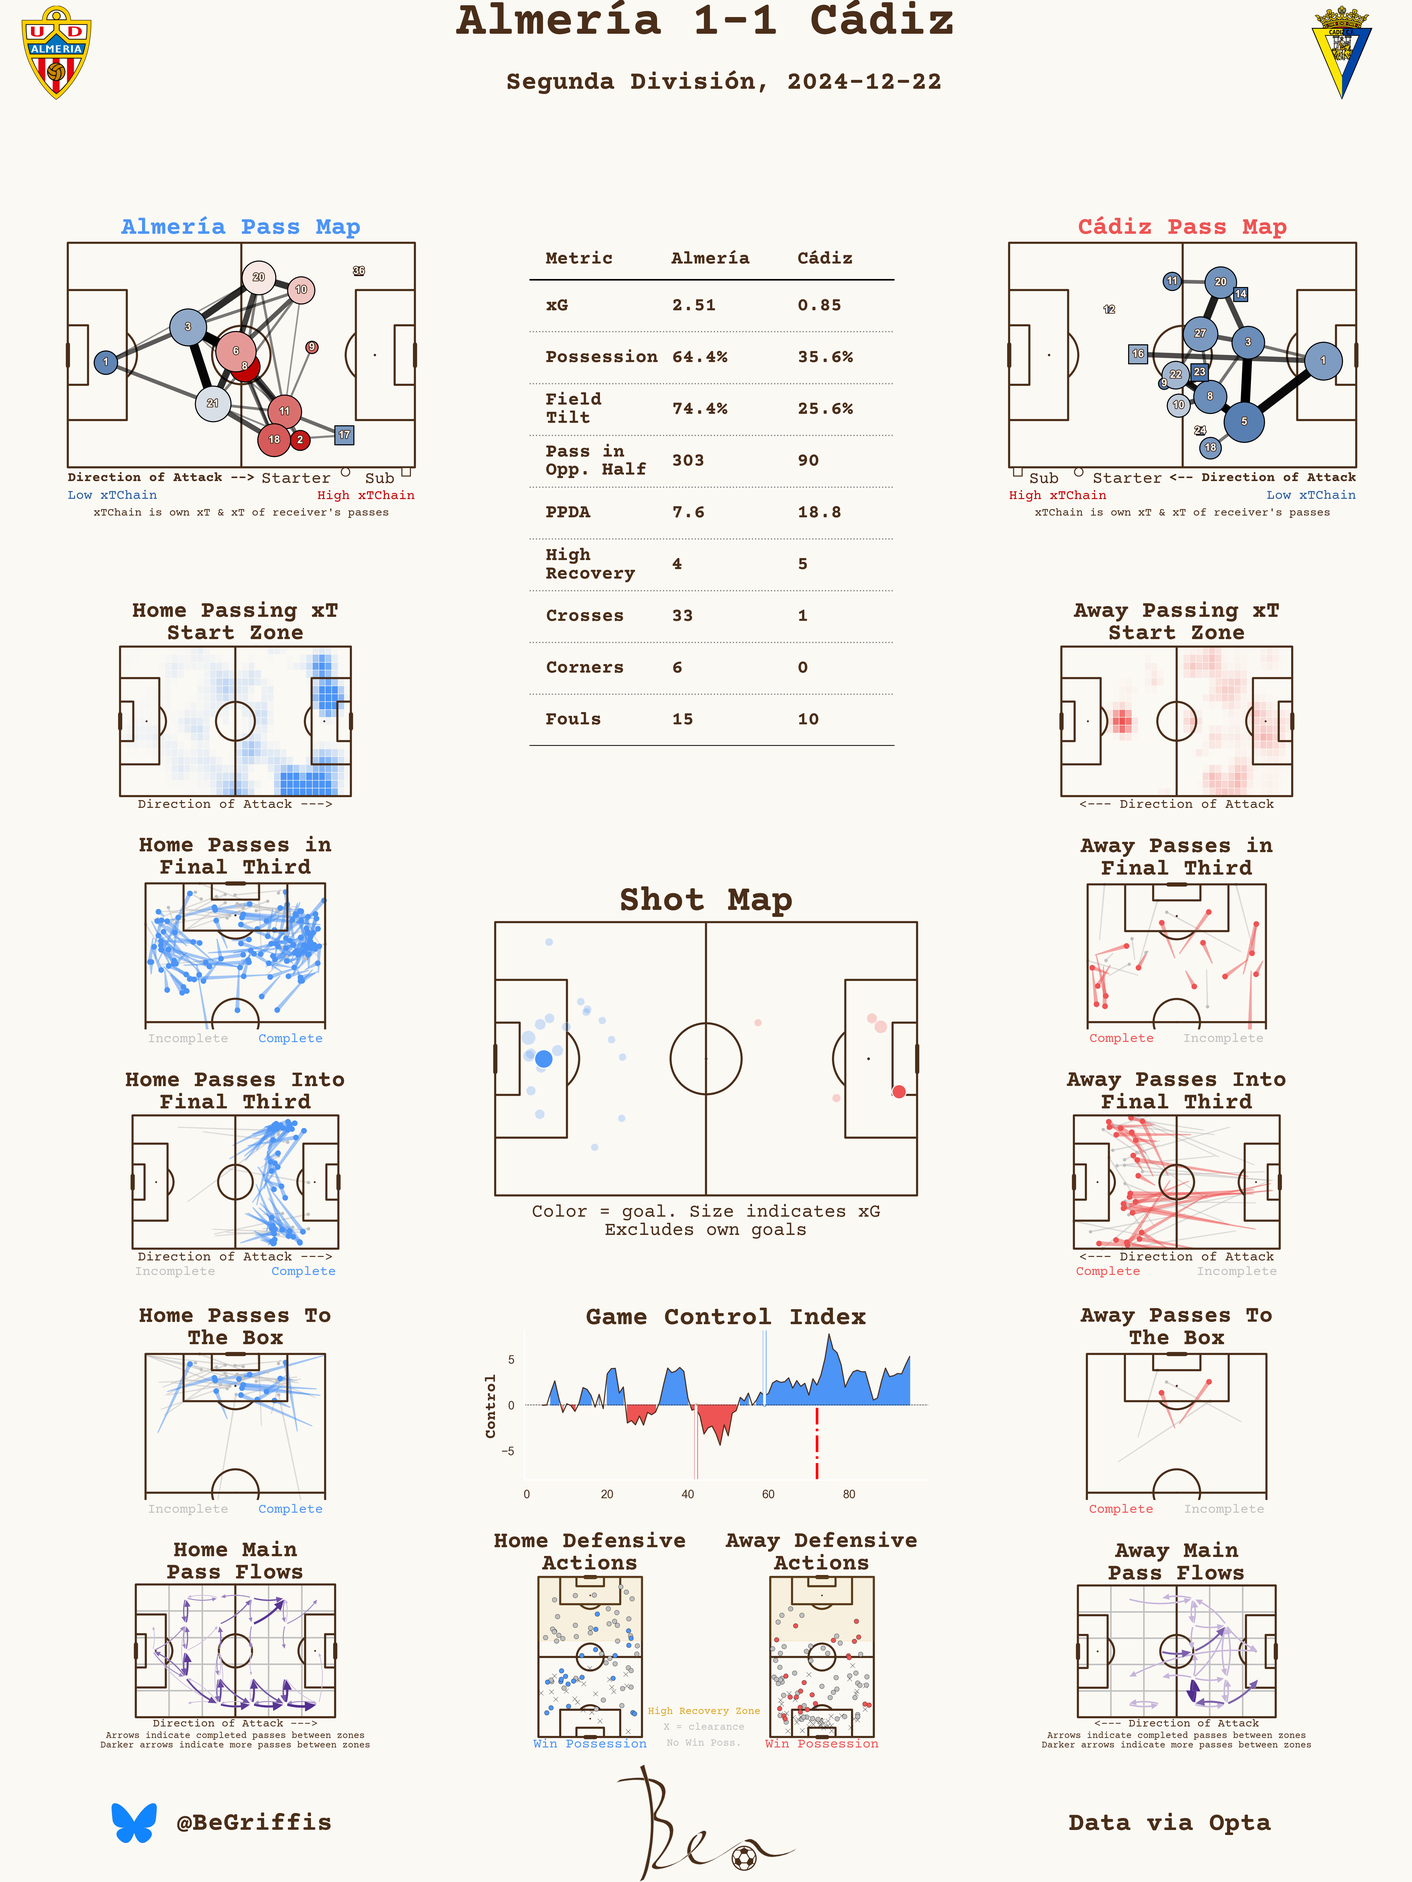 Almería 1-1 Cádiz
Segunda División, 2024-12-22
U D
ALMERIA
Almería Pass Map
20
10
36
3
1
6
8
9
21
11
18
2
17
Direction of Attack --> Starter Sub
Low xTChain High xTChain
xTChain is own xT & xT of receiver's passes
Metric Almería Cádiz
xG 2.51 0.85
Possession 64.4% 35.6%
Field
Tilt 74.4% 25.6%
Pass in
Opp. Half 303 90
PPDA 7.6 18.8
High
Recovery 4 5
Crosses 33 1
Corners 6 0
Fouls 15 10
Cádiz Pass Map
11
20
14
12
27
3
16
1
22
23
9
8
10
5
24
18
Sub Starter <-- Direction of Attack
High xTChain Low xTChain
xTChain is own xT & xT of receiver's passes
Home Passing xT
Start Zone
Direction of Attack --->
Away Passing xT
Start Zone
<--- Direction of Attack
Home Passes in
Final Third
Incomplete Complete
Away Passes in
Final Third
Complete Incomplete
Shot Map
Color = goal. Size indicates xG
Excludes own goals
Home Passes Into
Final Third
Direction of Attack --->
Incomplete Complete
Away Passes Into
Final Third
<--- Direction of Attack
Complete Incomplete
Home Passes To
The Box
Incomplete Complete
Game Control Index
Control
5
0
−5
0 20 40 60 80
Away Passes To
The Box
Complete Incomplete
Home Main
Pass Flows
Direction of Attack --->
Arrows indicate completed passes between zones
Darker arrows indicate more passes between zones
Home Defensive
Actions
Win Possession
Away Defensive
Actions
Win Possession
High Recovery Zone
X = clearance
No Win Poss.
Away Main
Pass Flows
<--- Direction of Attack
Arrows indicate completed passes between zones
Darker arrows indicate more passes between zones
@BeGriffis
Ben
Data via Opta